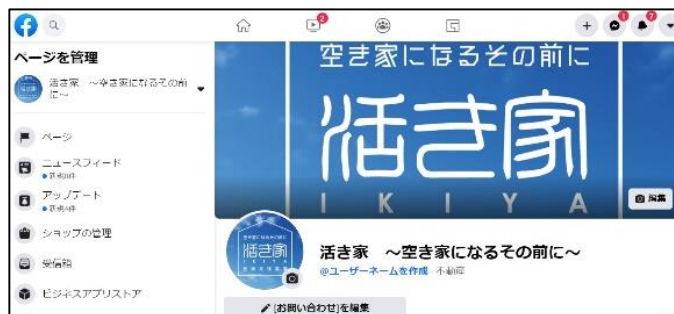 2
1
7
ページを管理
活き家 ～空き家になるその前
に～
ページ
ニュースフィード
アップデート
ショップの管理
受信箱
ビジネスアプリストア
空き家になるその前に
活き家
IKIYA
編集
活き家
活き家 ～空き家になるその前に～
@ユーザーネームを作成・不動産
[お問い合わせ]を編集